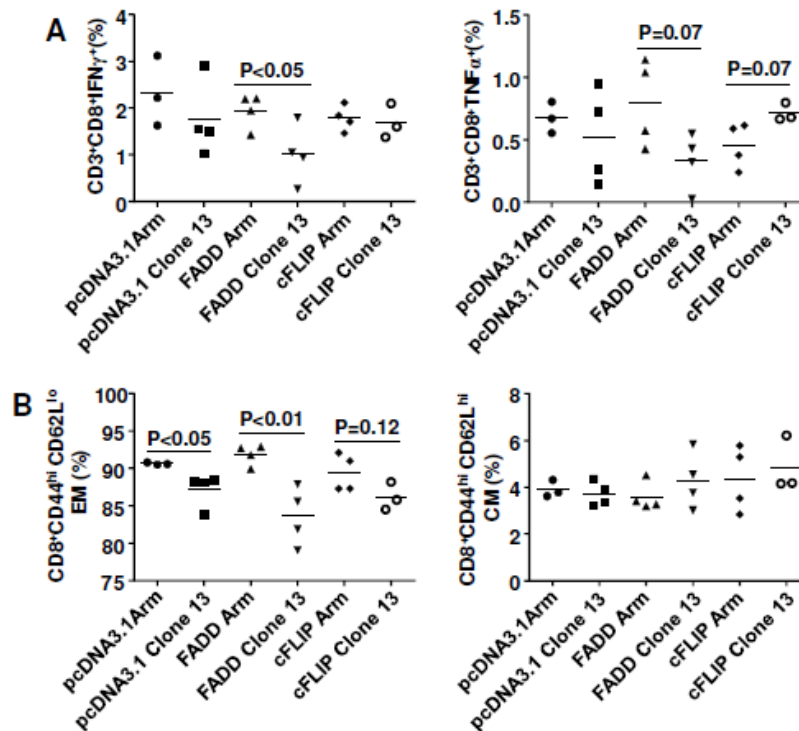 A
CD3⁺CD8⁺IFNγ⁺(%)
4
3
2
1
0
P<0.05
pcDNA3.1Arm
pcDNA3.1 Clone 13
FADD Arm
FADD Clone 13
cFLIP Arm
cFLIP Clone 13
CD3⁺CD8⁺TNFα⁺(%)
1.5
1.0
0.5
0.0
P=0.07
P=0.07
pcDNA3.1Arm
pcDNA3.1 Clone 13
FADD Arm
FADD Clone 13
cFLIP Arm
cFLIP Clone 13
B
CD8⁺CD44ʰⁱ CD62Lˡᵒ
EM (%)
100
95
90
85
80
75
P<0.05
P<0.01
P=0.12
pcDNA3.1Arm
pcDNA3.1 Clone 13
FADD Arm
FADD Clone 13
cFLIP Arm
cFLIP Clone 13
CD8⁺CD44ʰⁱ CD62Lʰⁱ
CM (%)
8
6
4
2
0
pcDNA3.1Arm
pcDNA3.1 Clone 13
FADD Arm
FADD Clone 13
cFLIP Arm
cFLIP Clone 13